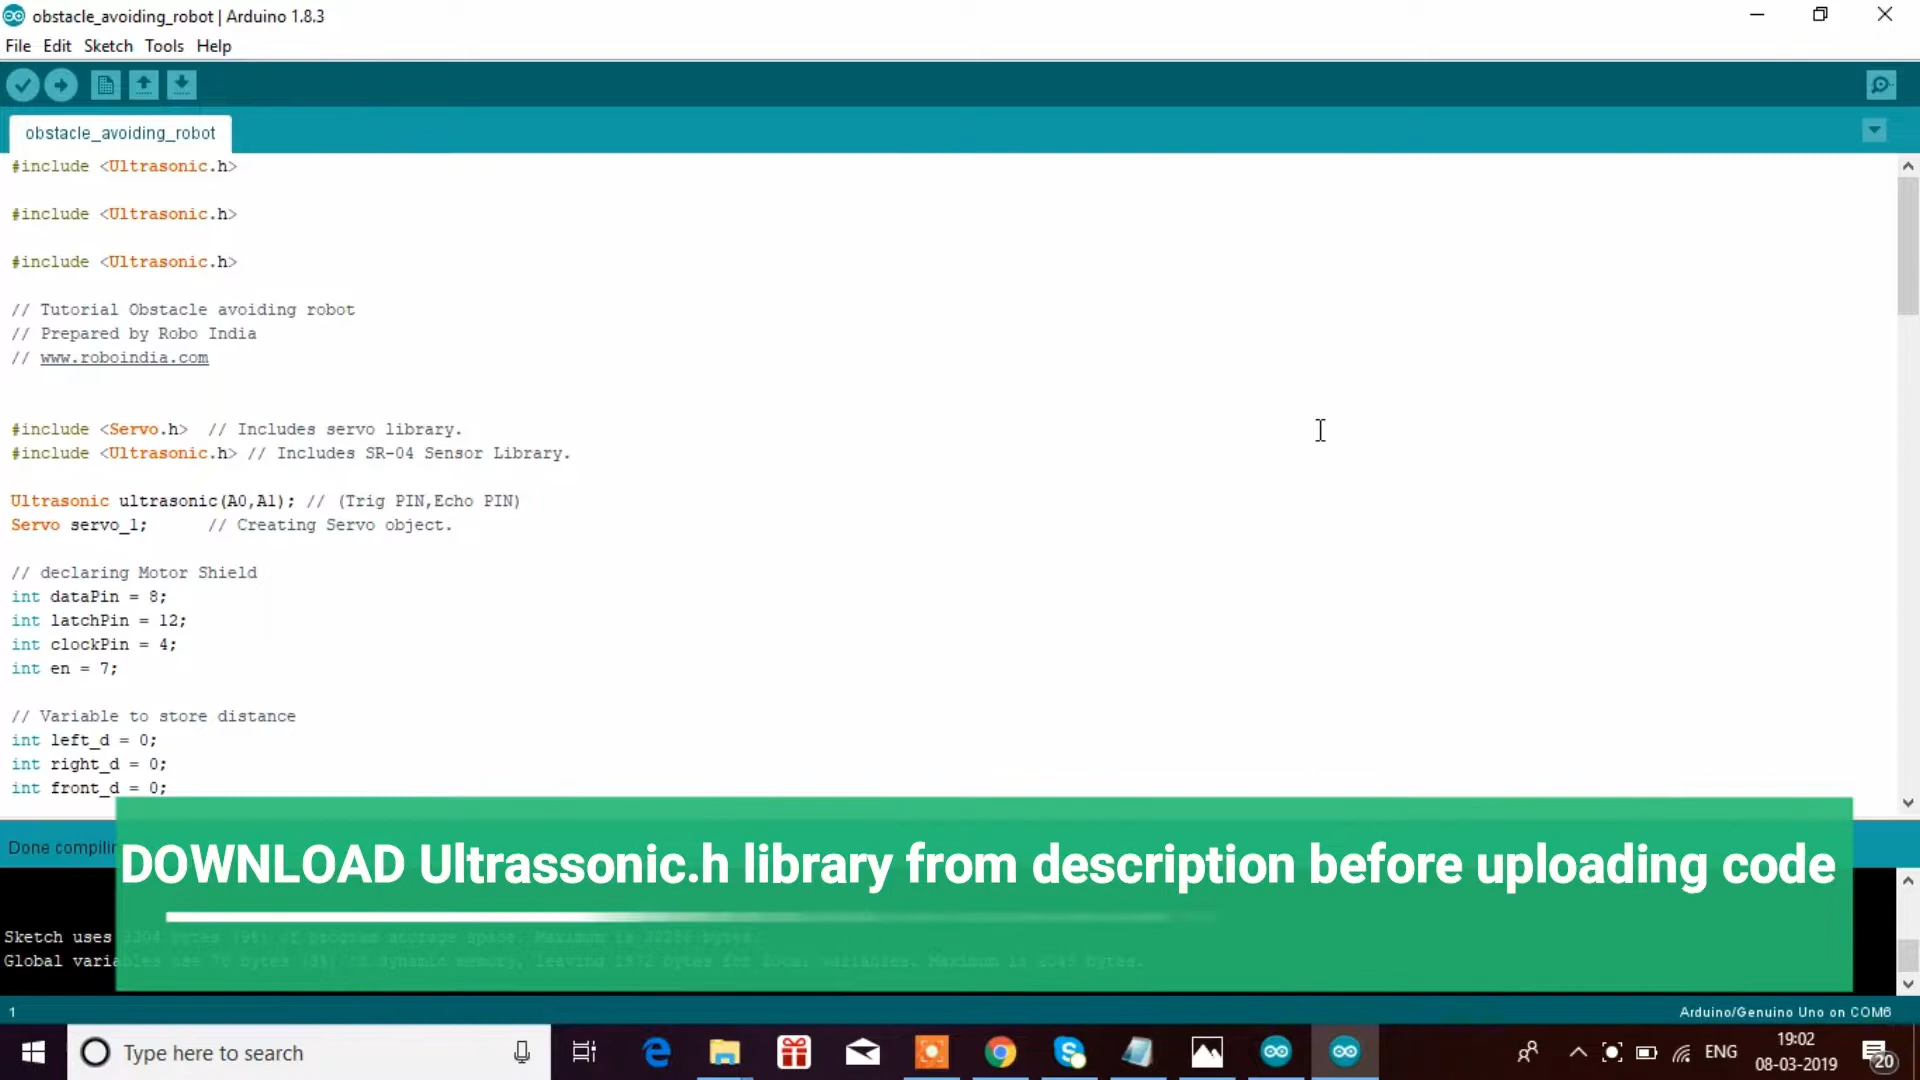 obstacle_avoiding_robot | Arduino 1.8.3
File Edit Sketch Tools Help
obstacle_avoiding_robot
#include <Ultrasonic.h>
#include <Ultrasonic.h>
#include <Ultrasonic.h>
// Tutorial Obstacle avoiding robot
// Prepared by Robo India
// www.roboindia.com
#include <Servo.h> // Includes servo library.
#include <Ultrasonic.h> // Includes SR-04 Sensor Library.
Ultrasonic ultrasonic(A0,A1); // (Trig PIN,Echo PIN)
Servo servo_1; // Creating Servo object.
// declaring Motor Shield
int dataPin = 8;
int latchPin = 12;
int clockPin = 4;
int en = 7;
// Variable to store distance
int left_d = 0;
int right_d = 0;
int front_d = 0;
Done compilin
DOWNLOAD Ultrassonic.h library from description before uploading code
Sketch uses
Global varia
1
Arduino/Genuino Uno on COM6
Type here to search
ENG
19:02
08-03-2019
20